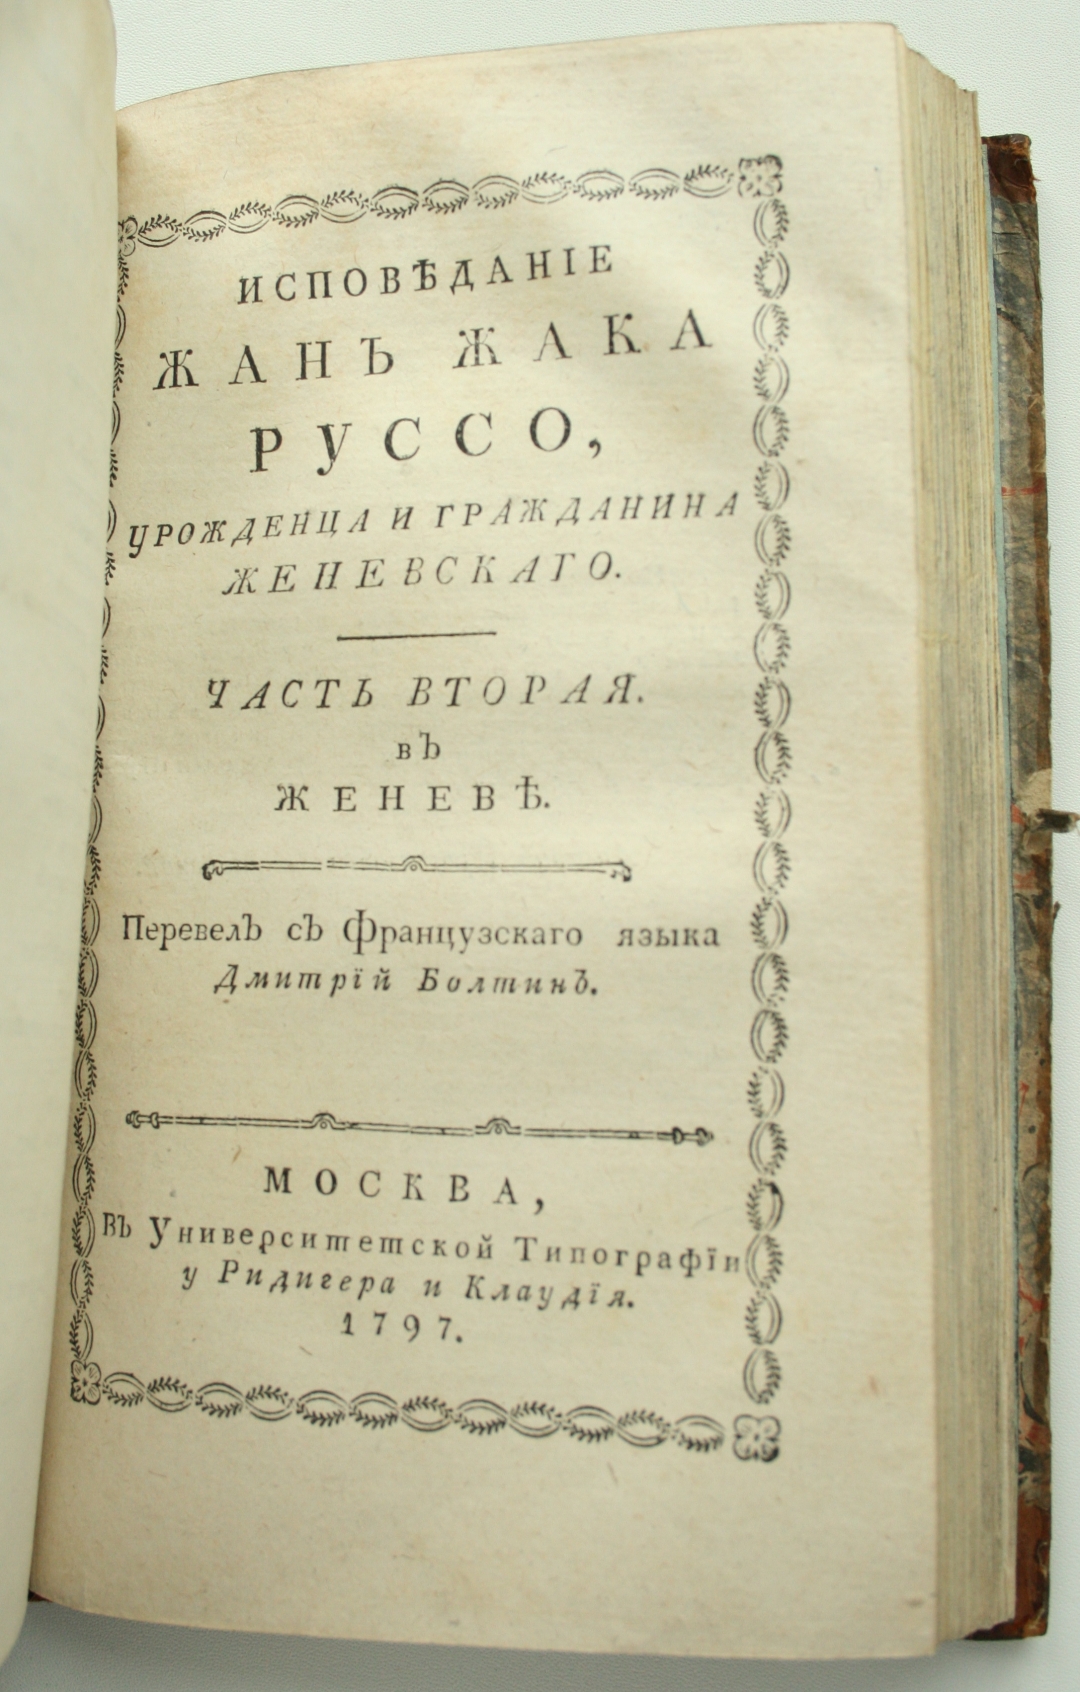 ИСПОВѢДАНІЕ
ЖАНЪ ЖАКА
РУССО,
УРОЖДЕНЦА И ГРАЖДАНИНА
ЖЕНЕВСКАГО.
ЧАСТЬ ВТОРАЯ.
въ
ЖЕНЕВѢ.
Перевелъ съ Французскаго языка
Дмитрїй Болтинъ.
МОСКВА,
Въ Университетской Типографїи
у Ридигера и Клаудїя.
1797.